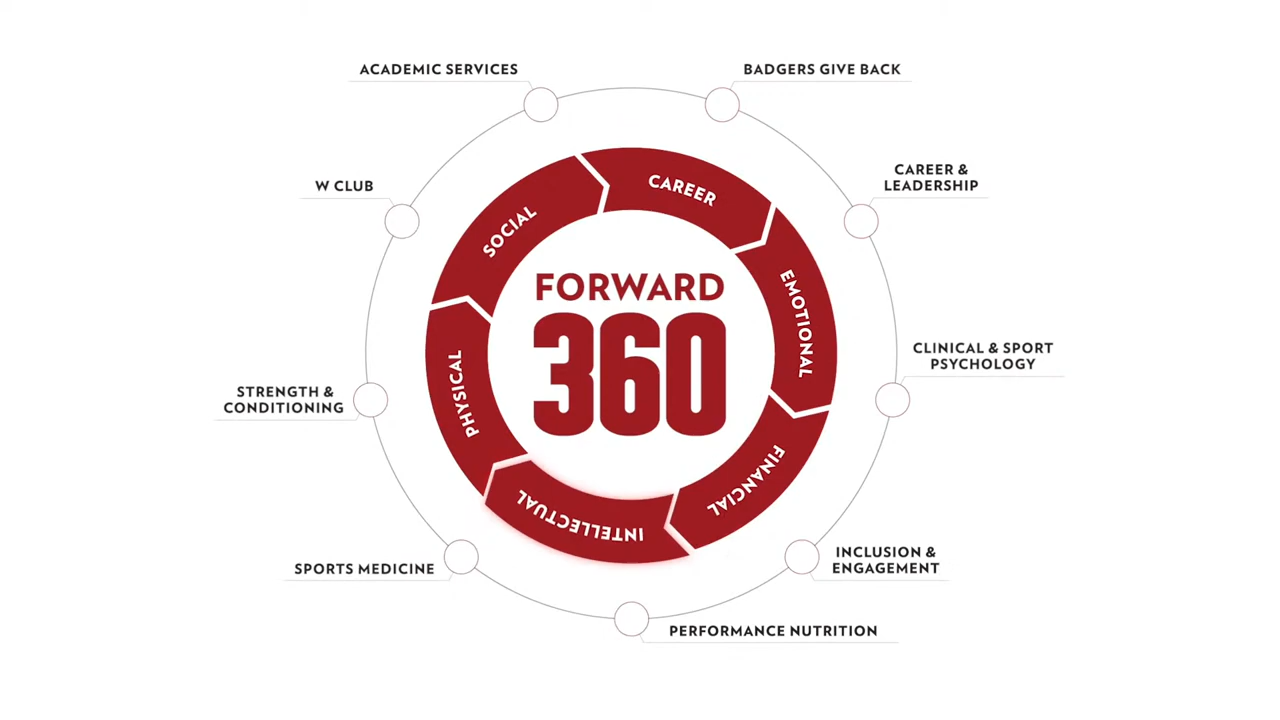 ACADEMIC SERVICES
BADGERS GIVE BACK
W CLUB
CAREER &
LEADERSHIP
SOCIAL
CAREER
EMOTIONAL
FORWARD
360
PHYSICAL
CLINICAL & SPORT
PSYCHOLOGY
STRENGTH &
CONDITIONING
FINANCIAL
INTELLECTUAL
SPORTS MEDICINE
INCLUSION &
ENGAGEMENT
PERFORMANCE NUTRITION